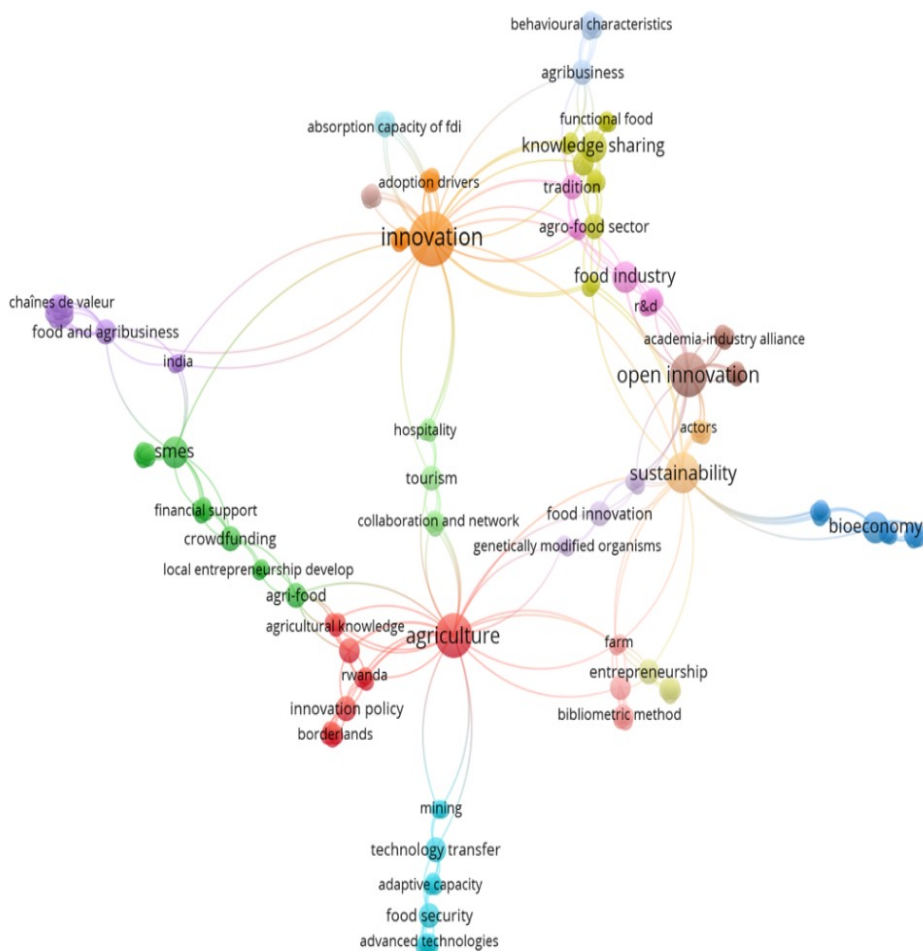 behavioural characteristics
agribusiness
functional food
absorption capacity of fdi
knowledge sharing
adoption drivers
tradition
agro-food sector
innovation
food industry
chaînes de valeur
r&d
food and agribusiness
academia-industry alliance
india
open innovation
hospitality
actors
smes
sustainability
tourism
financial support
food innovation
collaboration and network
bioeconomy
crowdfunding
genetically modified organisms
local entrepreneurship develop
agri-food
agricultural knowledge
agriculture
farm
rwanda
entrepreneurship
innovation policy
bibliometric method
borderlands
mining
technology transfer
adaptive capacity
food security
advanced technologies